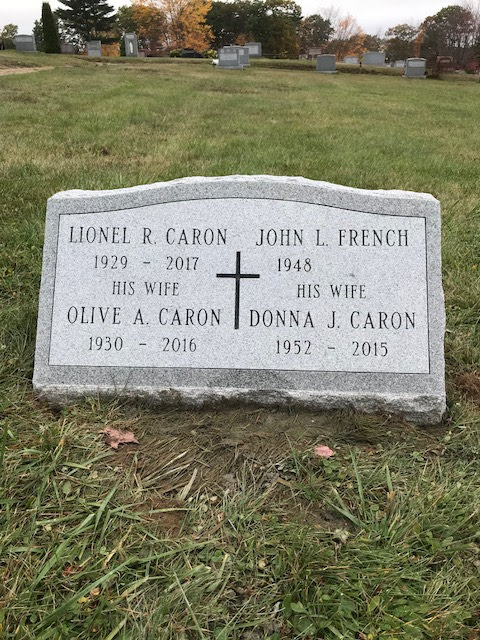 LIONEL R. CARON
1929 - 2017
HIS WIFE
OLIVE A. CARON
1930 - 2016
JOHN L. FRENCH
1948
HIS WIFE
DONNA J. CARON
1952 - 2015